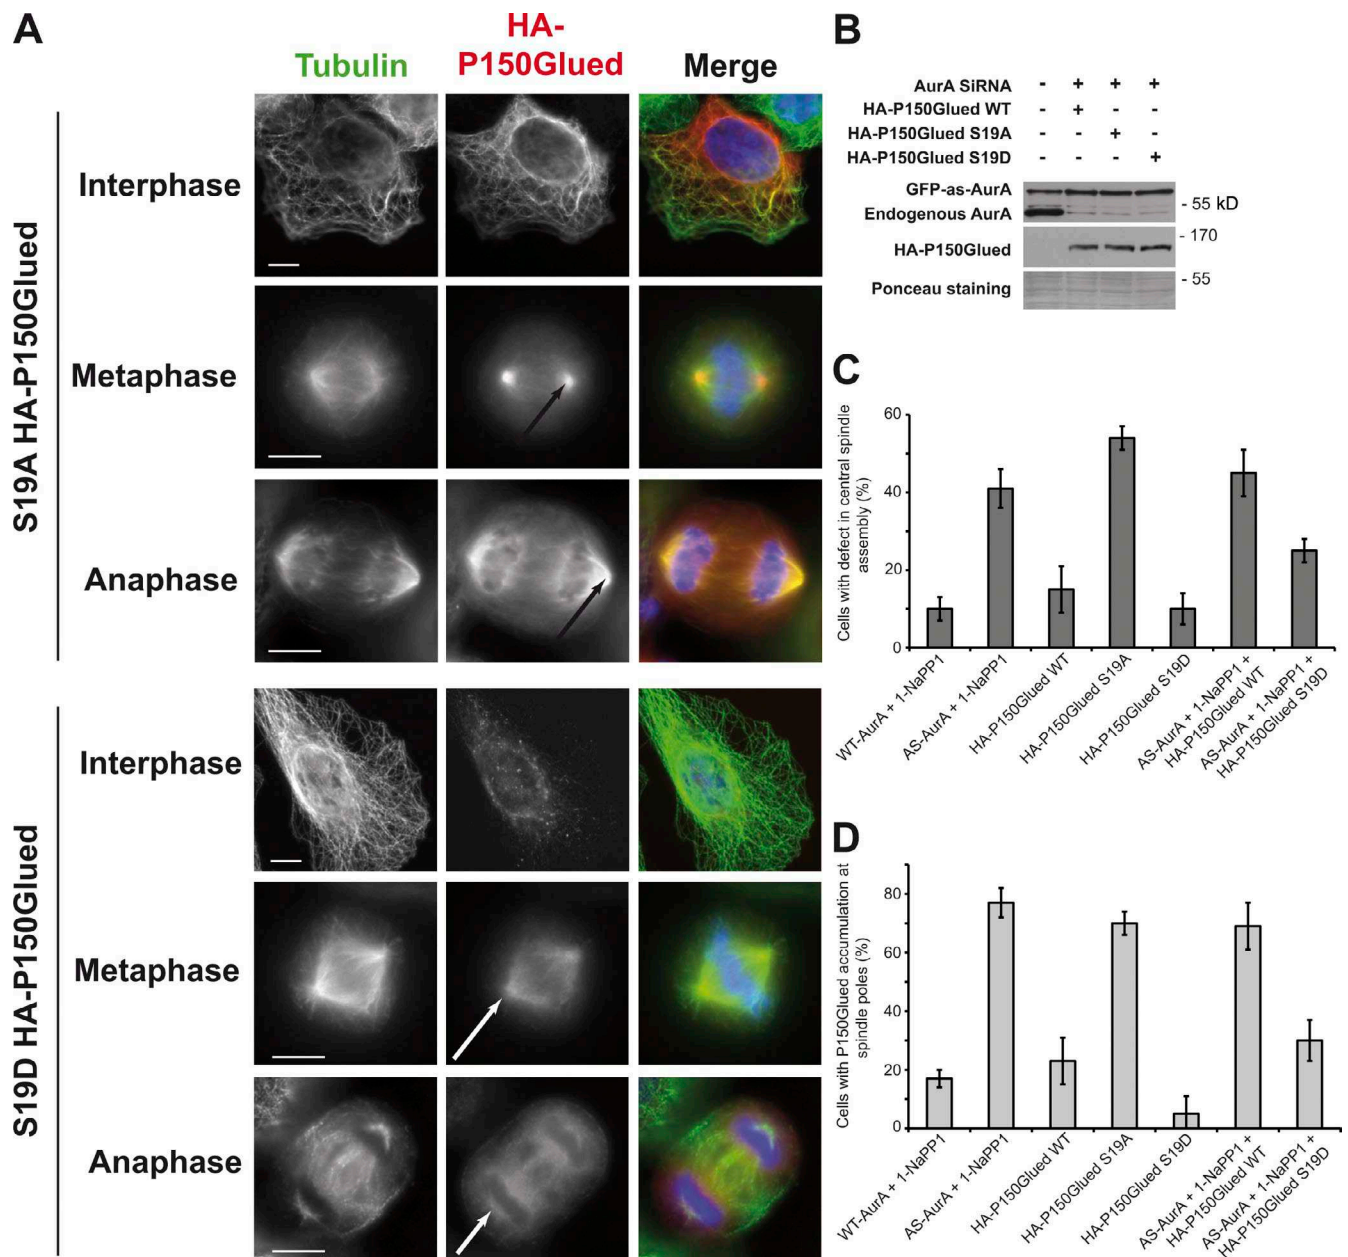 A
Tubulin
HA-
P150Glued
Merge
S19A HA-P150Glued
Interphase
Metaphase
Anaphase
S19D HA-P150Glued
Interphase
Metaphase
Anaphase
B
AurA SiRNA - + + +
HA-P150Glued WT - + - -
HA-P150Glued S19A - - + -
HA-P150Glued S19D - - - +
GFP-as-AurA
- 55 kD
Endogenous AurA
- 170
HA-P150Glued
- 55
Ponceau staining
C
Cells with defect in central spindle
assembly (%)
60
40
20
0
WT-AurA + 1-NaPP1
AS-AurA + 1-NaPP1
HA-P150Glued WT
HA-P150Glued S19A
HA-P150Glued S19D
AS-AurA + 1-NaPP1 +
HA-P150Glued WT
AS-AurA + 1-NaPP1 +
HA-P150Glued S19D
D
Cells with P150Glued accumulation at
spindle poles (%)
80
60
40
20
0
WT-AurA + 1-NaPP1
AS-AurA + 1-NaPP1
HA-P150Glued WT
HA-P150Glued S19A
HA-P150Glued S19D
AS-AurA + 1-NaPP1 +
HA-P150Glued WT
AS-AurA + 1-NaPP1 +
HA-P150Glued S19D